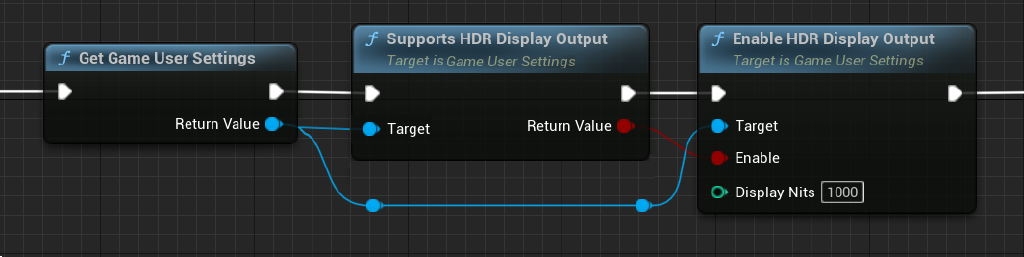 Get Game User Settings
Return Value
Supports HDR Display Output
Target is Game User Settings
Target
Return Value
Enable HDR Display Output
Target is Game User Settings
Target
Enable
Display Nits 1000